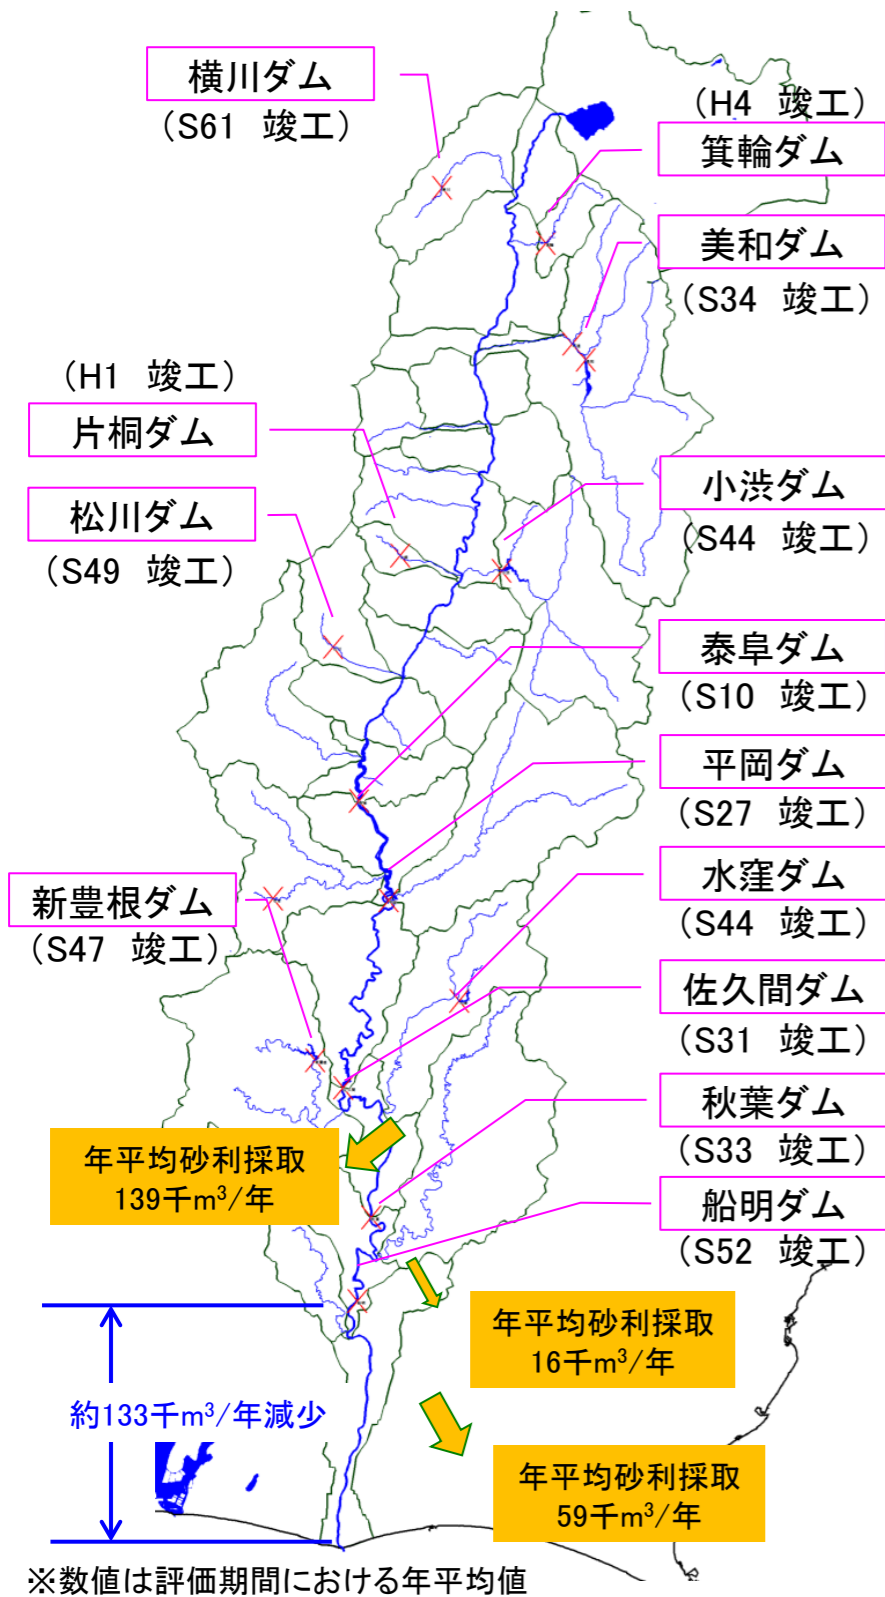 横川ダム
（S61 竣工）
（H4 竣工）
箕輪ダム
美和ダム
（S34 竣工）
（H1 竣工）
片桐ダム
松川ダム
（S49 竣工）
小渋ダム
（S44 竣工）
泰阜ダム
（S10 竣工）
平岡ダム
（S27 竣工）
水窪ダム
（S44 竣工）
新豊根ダム
（S47 竣工）
佐久間ダム
（S31 竣工）
秋葉ダム
（S33 竣工）
年平均砂利採取
139千m³/年
船明ダム
（S52 竣工）
年平均砂利採取
16千m³/年
約133千m³/年減少
年平均砂利採取
59千m³/年
※数値は評価期間における年平均値